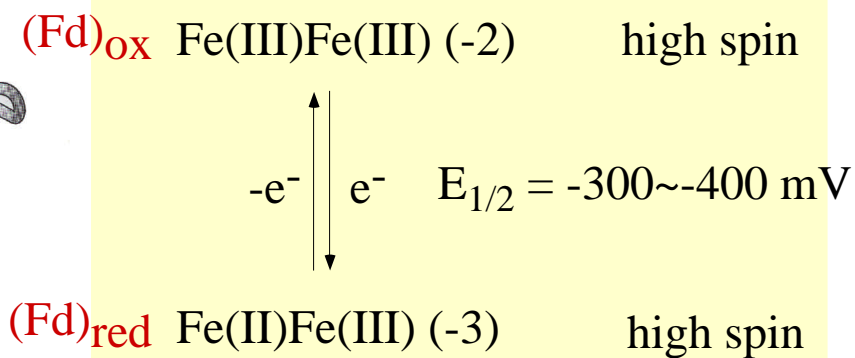 (Fd)ox Fe(III)Fe(III) (-2) high spin
-e⁻ e⁻ E1/2 = -300~-400 mV
(Fd)red Fe(II)Fe(III) (-3) high spin